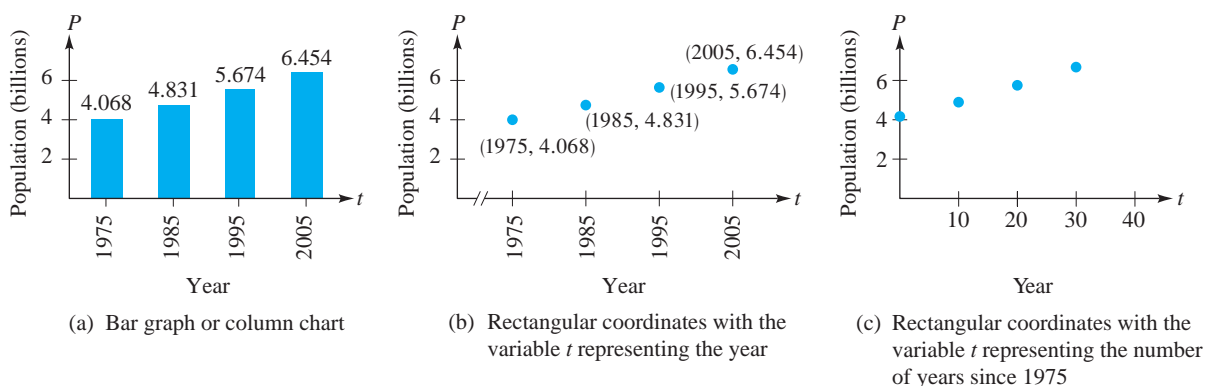 P
Population (billions)
6
4
2
4.068
4.831
5.674
6.454
t
1975
1985
1995
2005
Year
(a) Bar graph or column chart
P
Population (billions)
6
4
2
(2005, 6.454)
(1995, 5.674)
(1985, 4.831)
(1975, 4.068)
t
1975
1985
1995
2005
Year
(b) Rectangular coordinates with the
variable t representing the year
P
Population (billions)
6
4
2
t
10 20 30 40
Year
(c) Rectangular coordinates with the
variable t representing the number
of years since 1975